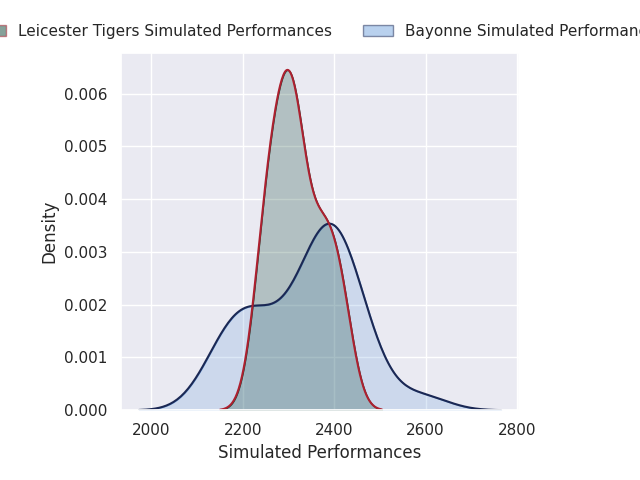 Leicester Tigers Simulated Performances
Bayonne Simulated
0.006
0.005
0.004
0.003
0.002
0.001
0.000
Density
2000 2200 2400 2600 2800
Simulated Performances